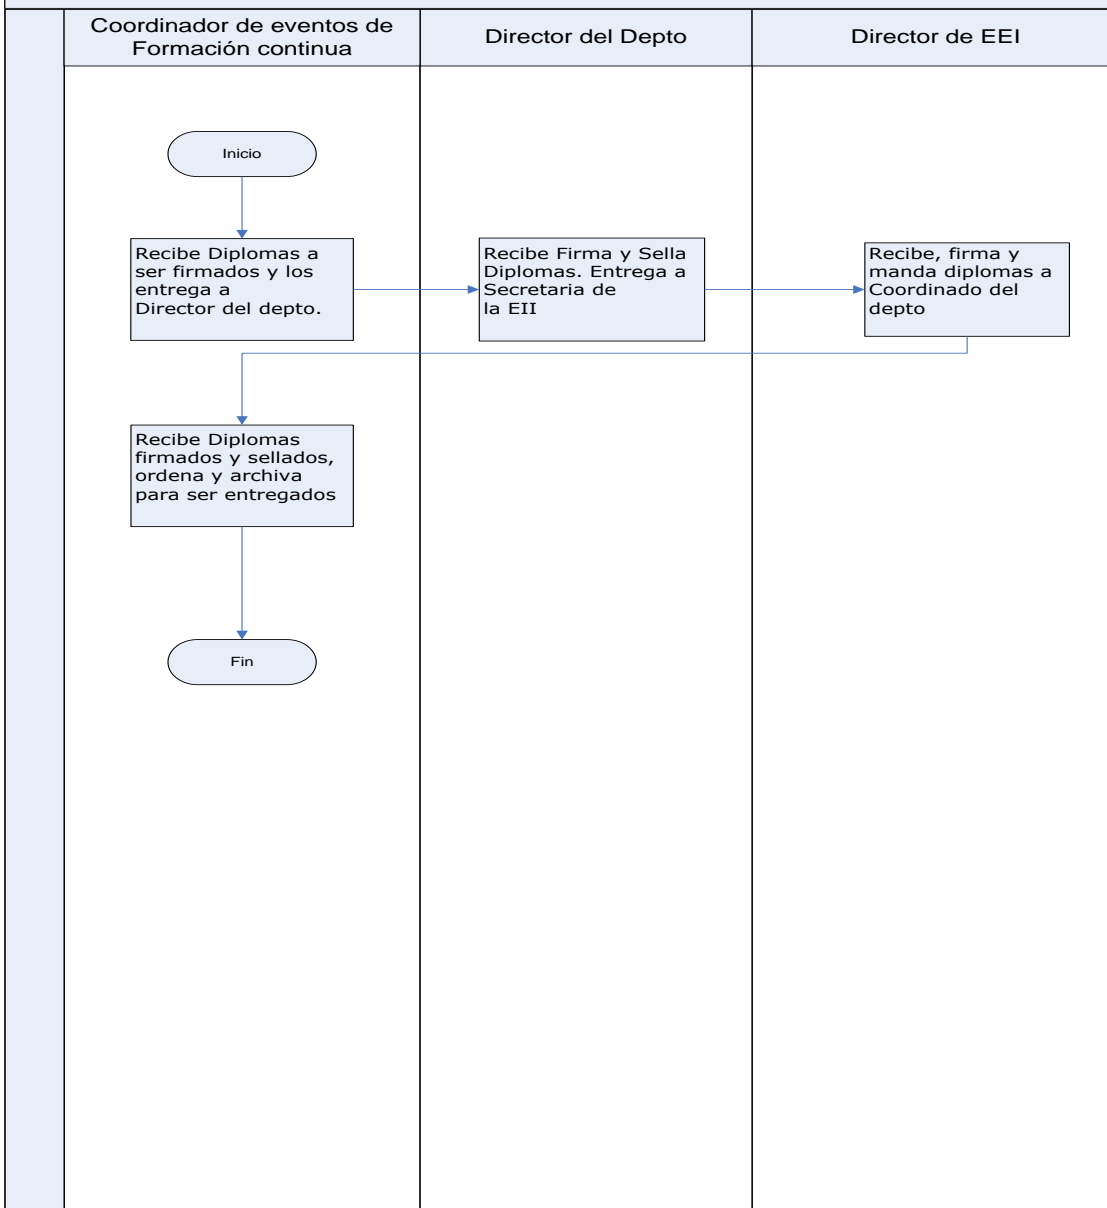 Coordinador de eventos de
Formación continua
Director del Depto
Director de EEI
Inicio
Recibe Diplomas a
ser firmados y los
entrega a
Director del depto.
Recibe Firma y Sella
Diplomas. Entrega a
Secretaria de
la EII
Recibe, firma y
manda diplomas a
Coordinado del
depto
Recibe Diplomas
firmados y sellados,
ordena y archiva
para ser entregados
Fin